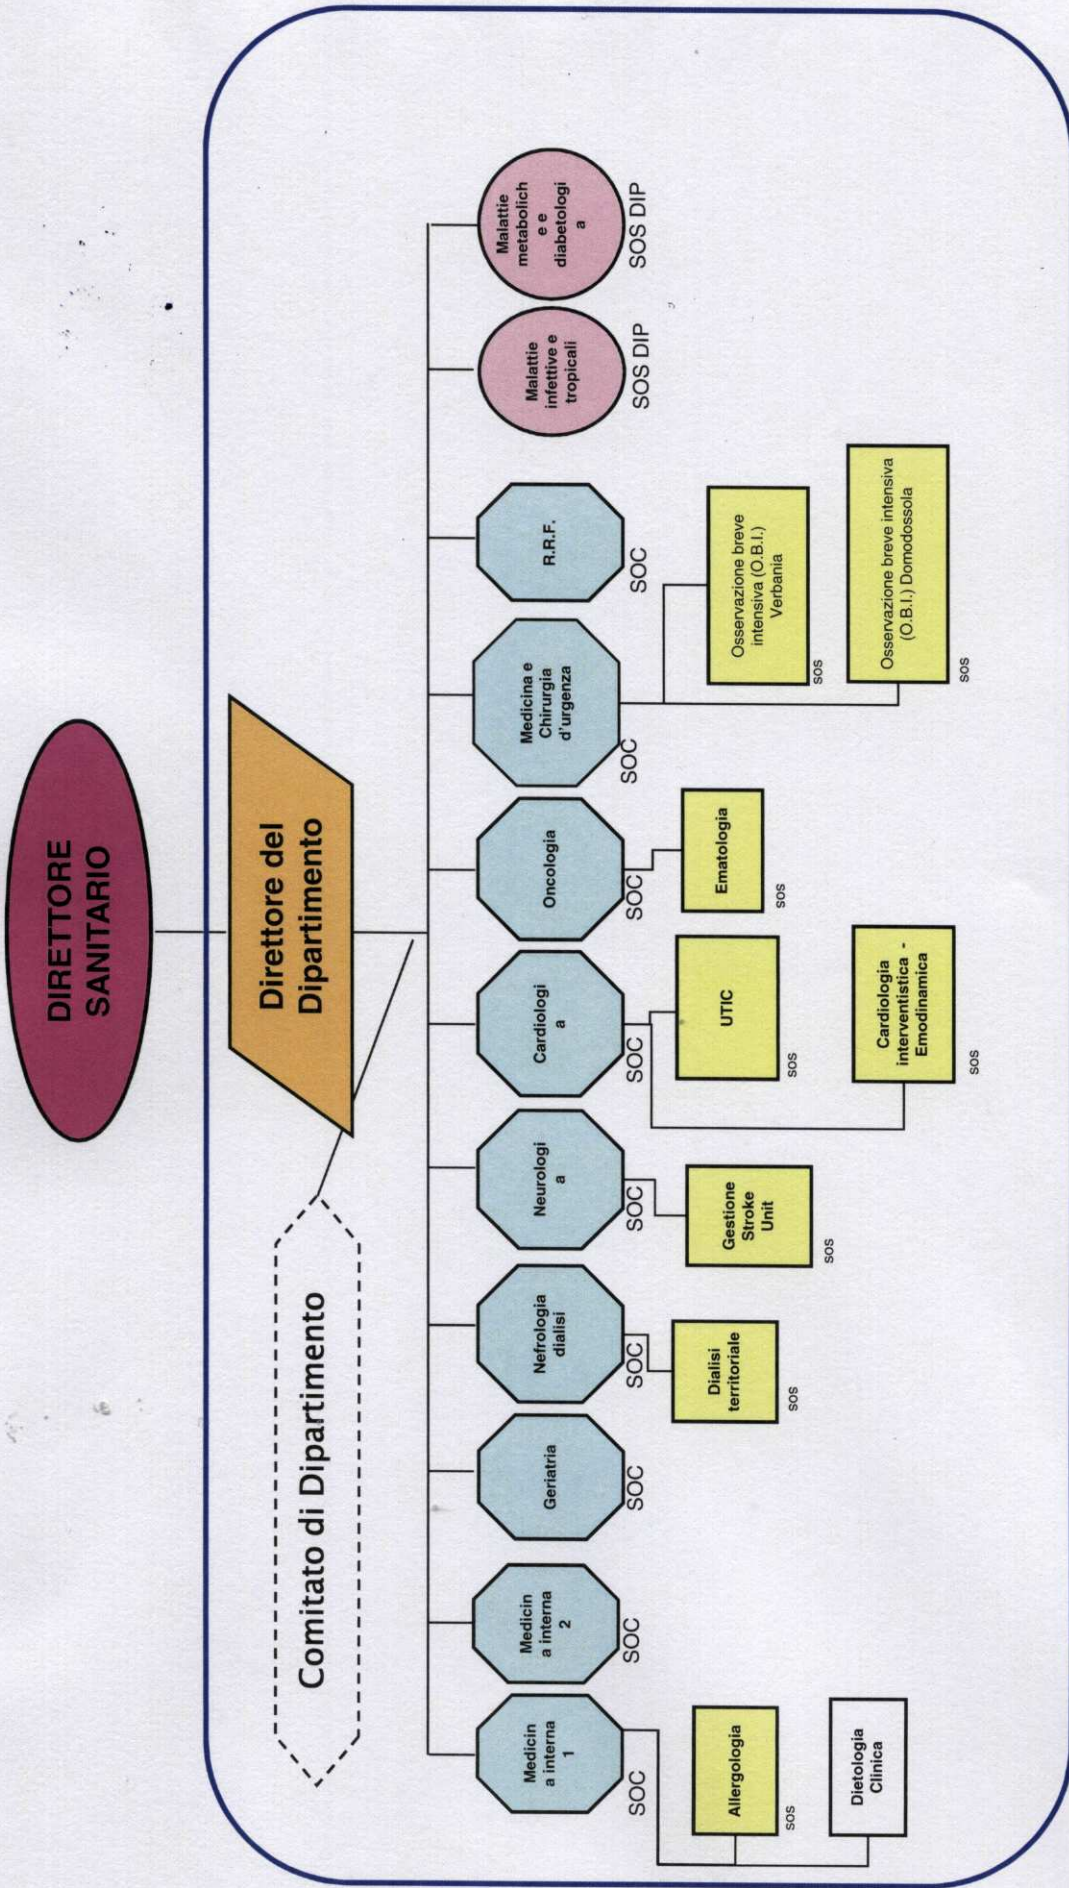 DIRETTORE
SANITARIO
Direttore del
Dipartimento
Comitato di Dipartimento
Medicin
a interna
1
SOC
Medicin
a interna
2
SOC
Geriatria
SOC
Nefrologia
dialisi
SOC
Neurologi
a
SOC
Cardiologi
a
SOC
Oncologia
SOC
Medicina e
Chirurgia
d'urgenza
SOC
R.R.F.
SOC
Malattie
infettive e
tropicali
SOS DIP
Malattie
metabolich
e e
diabetologi
a
SOS DIP
Allergologia
SOS
Dietologia
Clinica
Dialisi
territoriale
SOS
Gestione
Stroke
Unit
SOS
UTIC
SOS
Cardiologia
interventistica -
Emodinamica
SOS
Ematologia
SOS
Osservazione breve
intensiva (O.B.I.)
Verbania
SOS
Osservazione breve intensiva
(O.B.I.) Domodossola
SOS